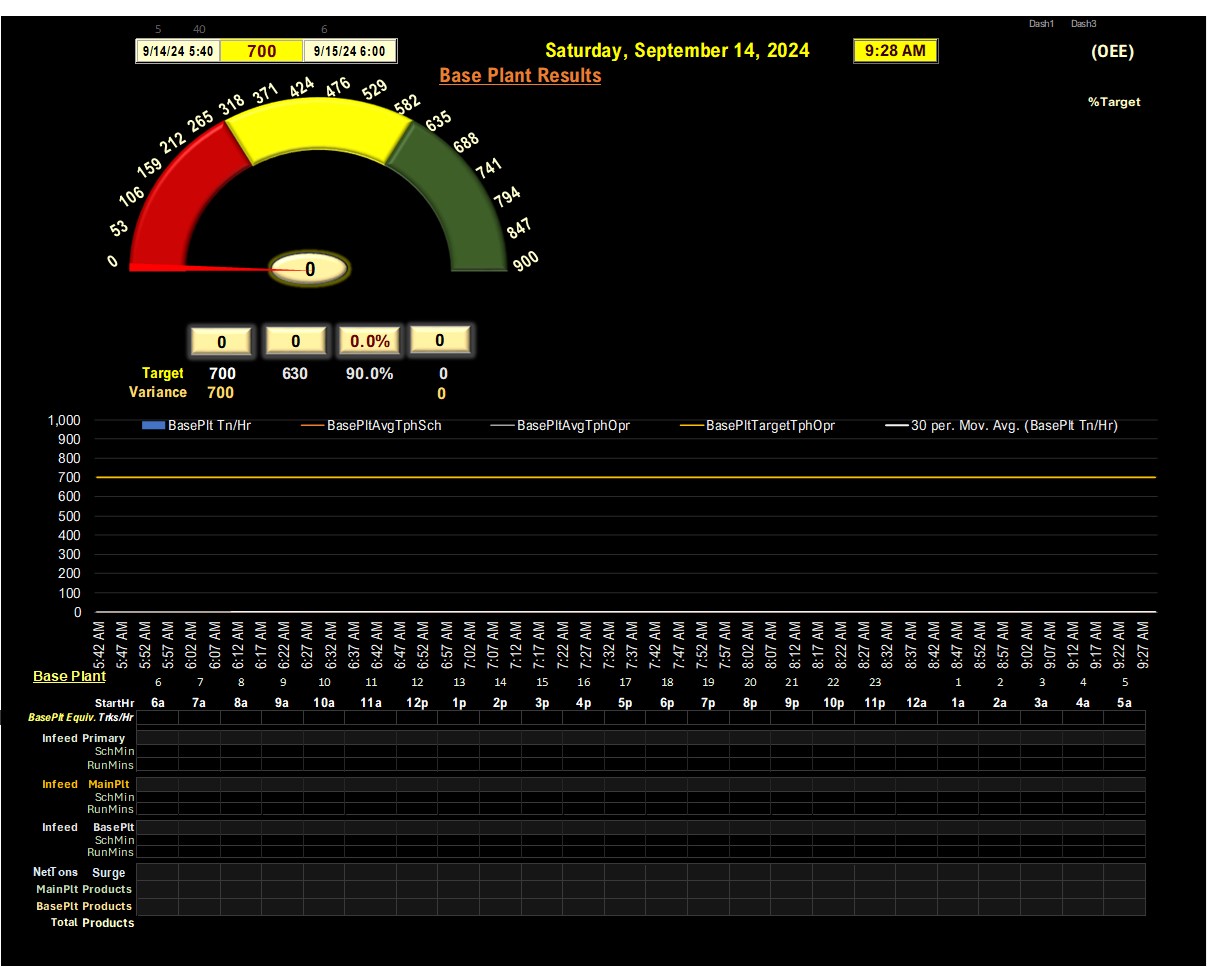 5 40 6 Dash1 Dash3
9/14/24 5:40 700 9/15/24 6:00 Saturday, September 14, 2024 9:28 AM (OEE)
Base Plant Results
%Target
0 53 106 159 212 265 318 371 424 476 529 582 635 688 741 794 847 900
0
0 0 0.0% 0
Target 700 630 90.0% 0
Variance 700 0
BasePlt Tn/Hr BasePltAvgTphSch BasePltAvgTphOpr BasePltTargetTphOpr 30 per. Mov. Avg. (BasePlt Tn/Hr)
1,000
900
800
700
600
500
400
300
200
100
0
5:42 AM 5:47 AM 5:52 AM 5:57 AM 6:02 AM 6:07 AM 6:12 AM 6:17 AM 6:22 AM 6:27 AM 6:32 AM 6:37 AM 6:42 AM 6:47 AM 6:52 AM 6:57 AM 7:02 AM 7:07 AM 7:12 AM 7:17 AM 7:22 AM 7:27 AM 7:32 AM 7:37 AM 7:42 AM 7:47 AM 7:52 AM 7:57 AM 8:02 AM 8:07 AM 8:12 AM 8:17 AM 8:22 AM 8:27 AM 8:32 AM 8:37 AM 8:42 AM 8:47 AM 8:52 AM 8:57 AM 9:02 AM 9:07 AM 9:12 AM 9:17 AM 9:22 AM 9:27 AM
Base Plant
6 7 8 9 10 11 12 13 14 15 16 17 18 19 20 21 22 23 1 2 3 4 5
StartHr 6a 7a 8a 9a 10a 11a 12p 1p 2p 3p 4p 5p 6p 7p 8p 9p 10p 11p 12a 1a 2a 3a 4a 5a
BasePlt Equiv. Trks/Hr
Infeed Primary
SchMin
RunMins
Infeed MainPlt
SchMin
RunMins
Infeed BasePlt
SchMin
RunMins
NetTons Surge
MainPlt Products
BasePlt Products
Total Products